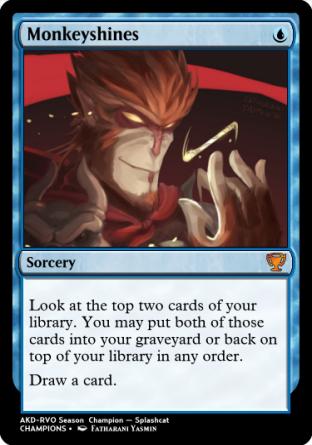 Monkeyshines
Sorcery
Look at the top two cards of your
library. You may put both of those
cards into your graveyard or back on
top of your library in any order.
Draw a card.
AKD-RVO Season Champion — Splashcat
CHAMPIONS • Fatharani Yasmin